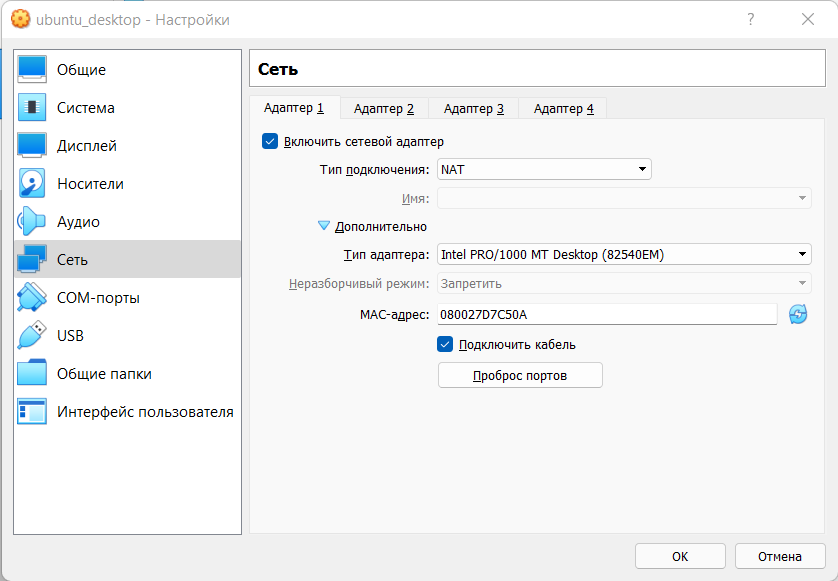 ubuntu_desktop - Настройки
?
Общие
Система
Дисплей
Носители
Аудио
Сеть
COM-порты
USB
Общие папки
Интерфейс пользователя
Сеть
Адаптер 1 Адаптер 2 Адаптер 3 Адаптер 4
Включить сетевой адаптер
Тип подключения: NAT
Имя:
Дополнительно
Тип адаптера: Intel PRO/1000 MT Desktop (82540EM)
Неразборчивый режим: Запретить
MAC-адрес: 080027D7C50A
Подключить кабель
Проброс портов
OK Отмена